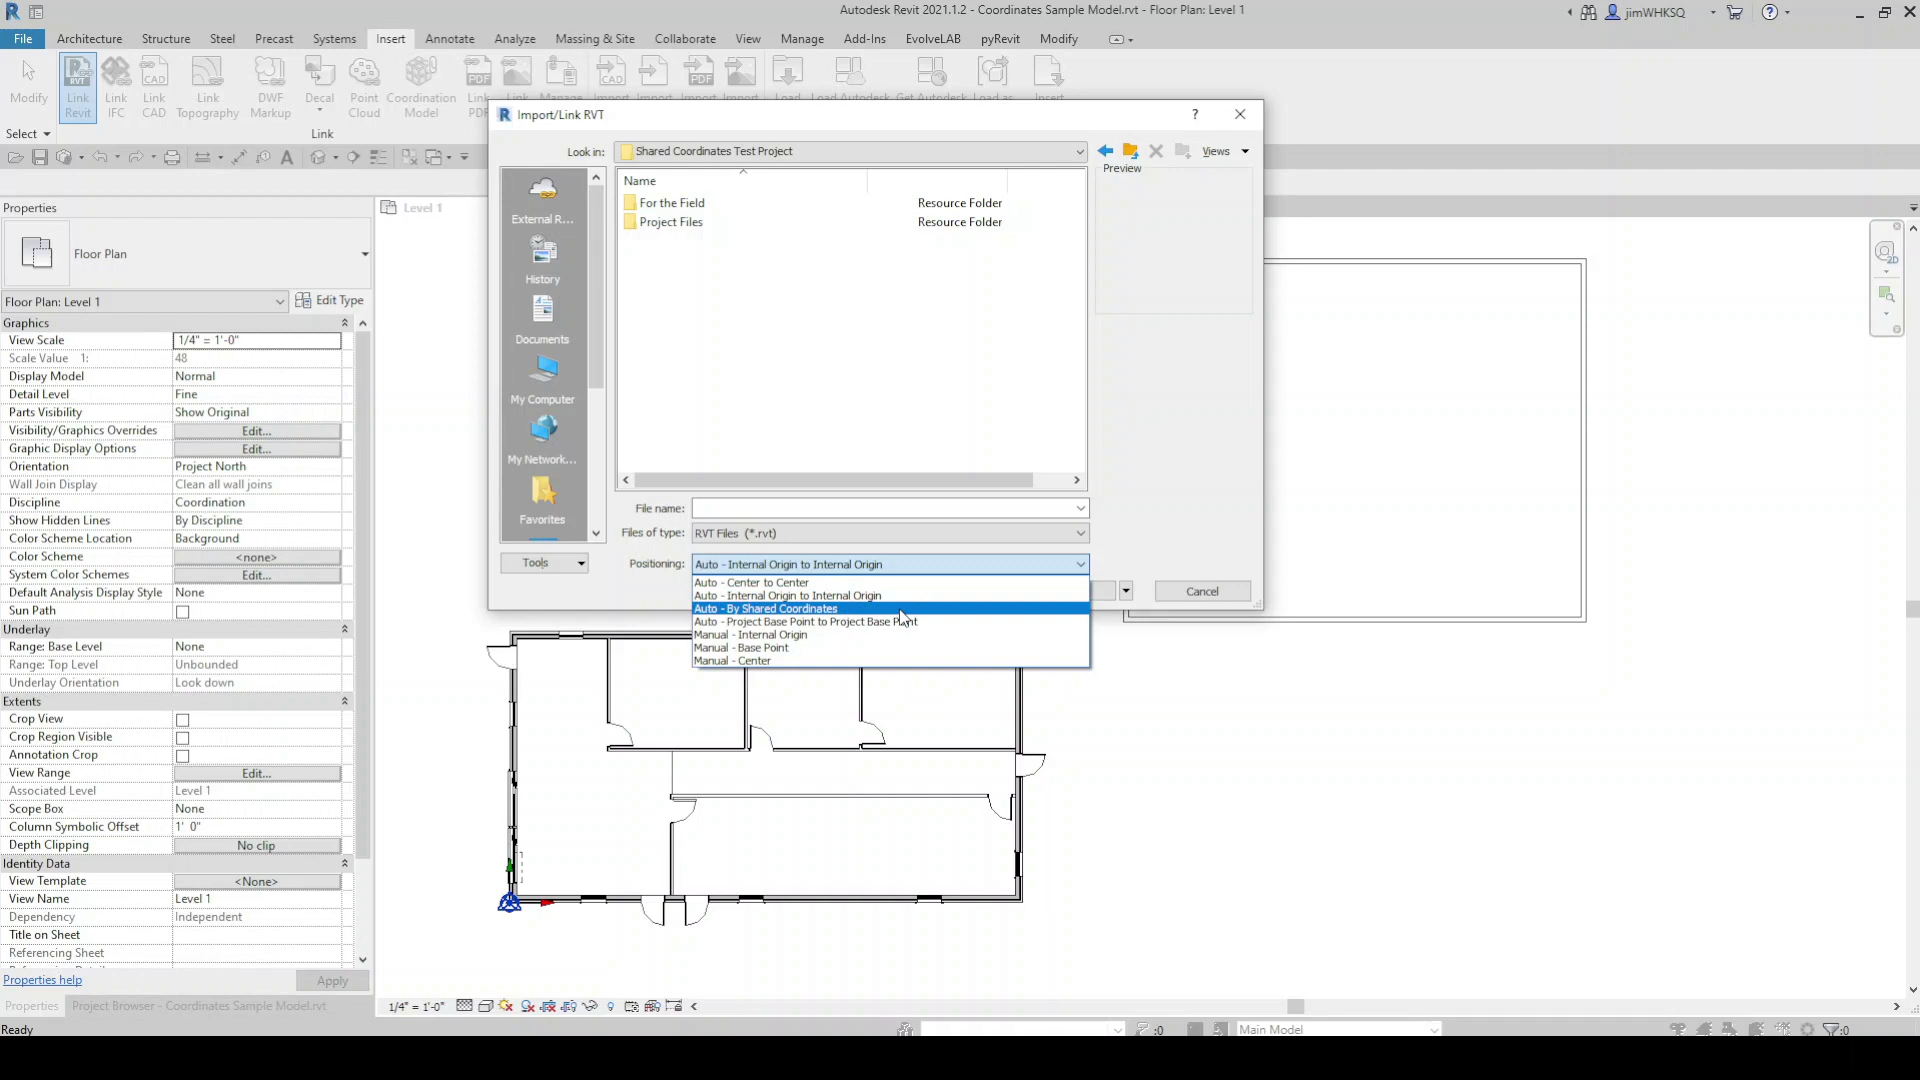 Autodesk Revit 2021.1.2 - Coordinates Sample Model.rvt - Floor Plan: Level 1
jimWHKSQ
File Architecture Structure Steel Precast Systems Insert Annotate Analyze Massing & Site Collaborate View Manage Add-Ins EvolveLAB pyRevit Modify
Modify
Link Revit
Link IFC
Link CAD
Link Topography
DWF Markup
Decal
Point Cloud
Coordination Model
Select
Link
Import/Link RVT
Look in: Shared Coordinates Test Project
Views
Preview
Name
For the Field Resource Folder
Project Files Resource Folder
External R...
History
Documents
My Computer
My Network...
Favorites
File name:
Files of type: RVT Files (*.rvt)
Tools
Positioning: Auto - Internal Origin to Internal Origin
Auto - Center to Center
Auto - Internal Origin to Internal Origin
Auto - By Shared Coordinates
Auto - Project Base Point to Project Base
Manual - Internal Origin
Manual - Base Point
Manual - Center
Cancel
Level 1
Properties
Floor Plan
Floor Plan: Level 1 Edit Type
Graphics
View Scale 1/4" = 1'-0"
Scale Value 1: 48
Display Model Normal
Detail Level Fine
Parts Visibility Show Original
Visibility/Graphics Overrides Edit...
Graphic Display Options Edit...
Orientation Project North
Wall Join Display Clean all wall joins
Discipline Coordination
Show Hidden Lines By Discipline
Color Scheme Location Background
Color Scheme <none>
System Color Schemes Edit...
Default Analysis Display Style None
Sun Path
Underlay
Range: Base Level None
Range: Top Level Unbounded
Underlay Orientation Look down
Extents
Crop View
Crop Region Visible
Annotation Crop
View Range Edit...
Associated Level Level 1
Scope Box None
Column Symbolic Offset 1' 0"
Depth Clipping No clip
Identity Data
View Template <None>
View Name Level 1
Dependency Independent
Title on Sheet
Referencing Sheet
Properties help Apply
Properties Project Browser - Coordinates Sample Model.rvt
1/4" = 1'-0"
Ready
:0
Main Model
:0